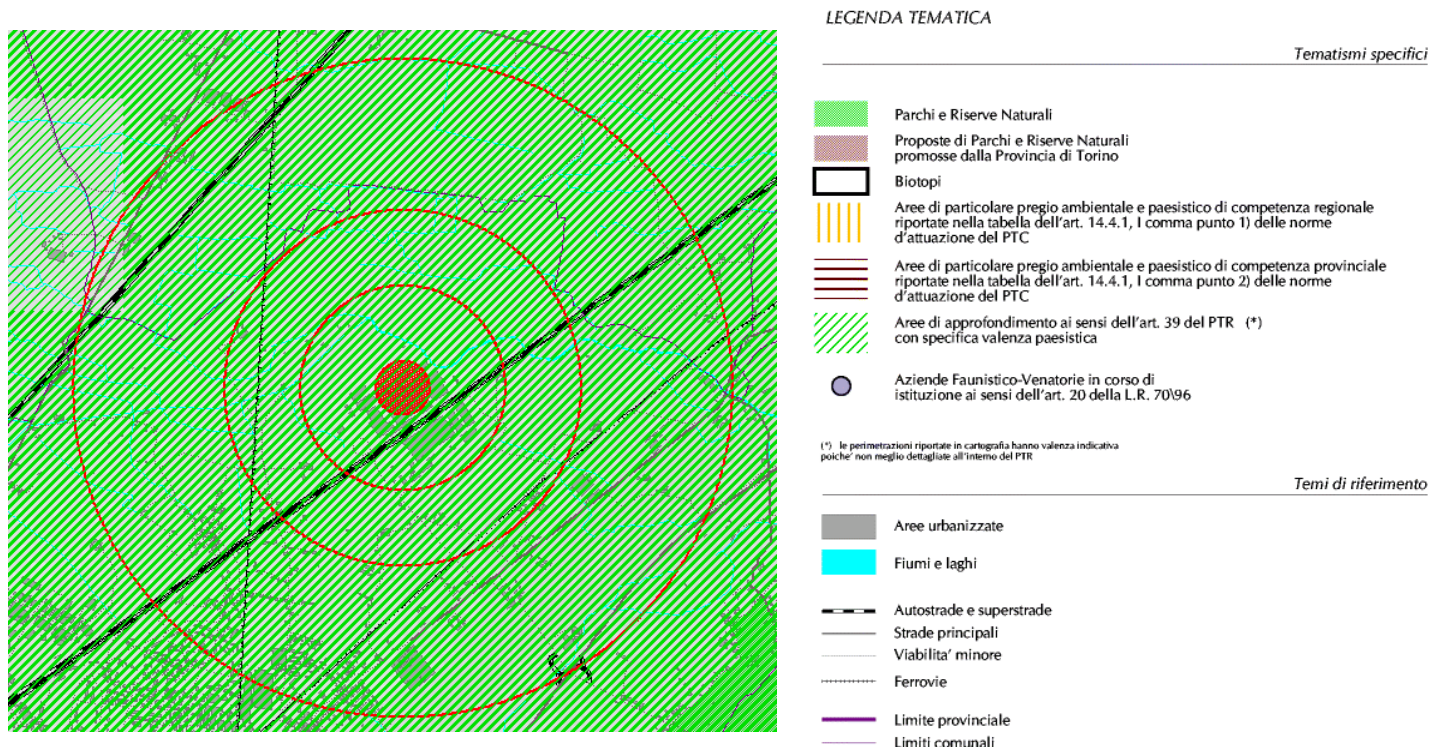 LEGENDA TEMATICA
Tematismi specifici
Parchi e Riserve Naturali
Proposte di Parchi e Riserve Naturali
promosse dalla Provincia di Torino
Biotopi
Aree di particolare pregio ambientale e paesistico di competenza regionale
riportate nella tabella dell'art. 14.4.1, I comma punto 1) delle norme
d'attuazione del PTC
Aree di particolare pregio ambientale e paesistico di competenza provinciale
riportate nella tabella dell'art. 14.4.1, I comma punto 2) delle norme
d'attuazione del PTC
Aree di approfondimento ai sensi dell'art. 39 del PTR (*)
con specifica valenza paesistica
Aziende Faunistico-Venatorie in corso di
istituzione ai sensi dell'art. 20 della L.R. 70\96
(*) le perimetrazioni riportate in cartografia hanno valenza indicativa
poiche' non meglio dettagliate all'interno del PTR
Temi di riferimento
Aree urbanizzate
Fiumi e laghi
Autostrade e superstrade
Strade principali
Viabilita' minore
Ferrovie
Limite provinciale
Limiti comunali